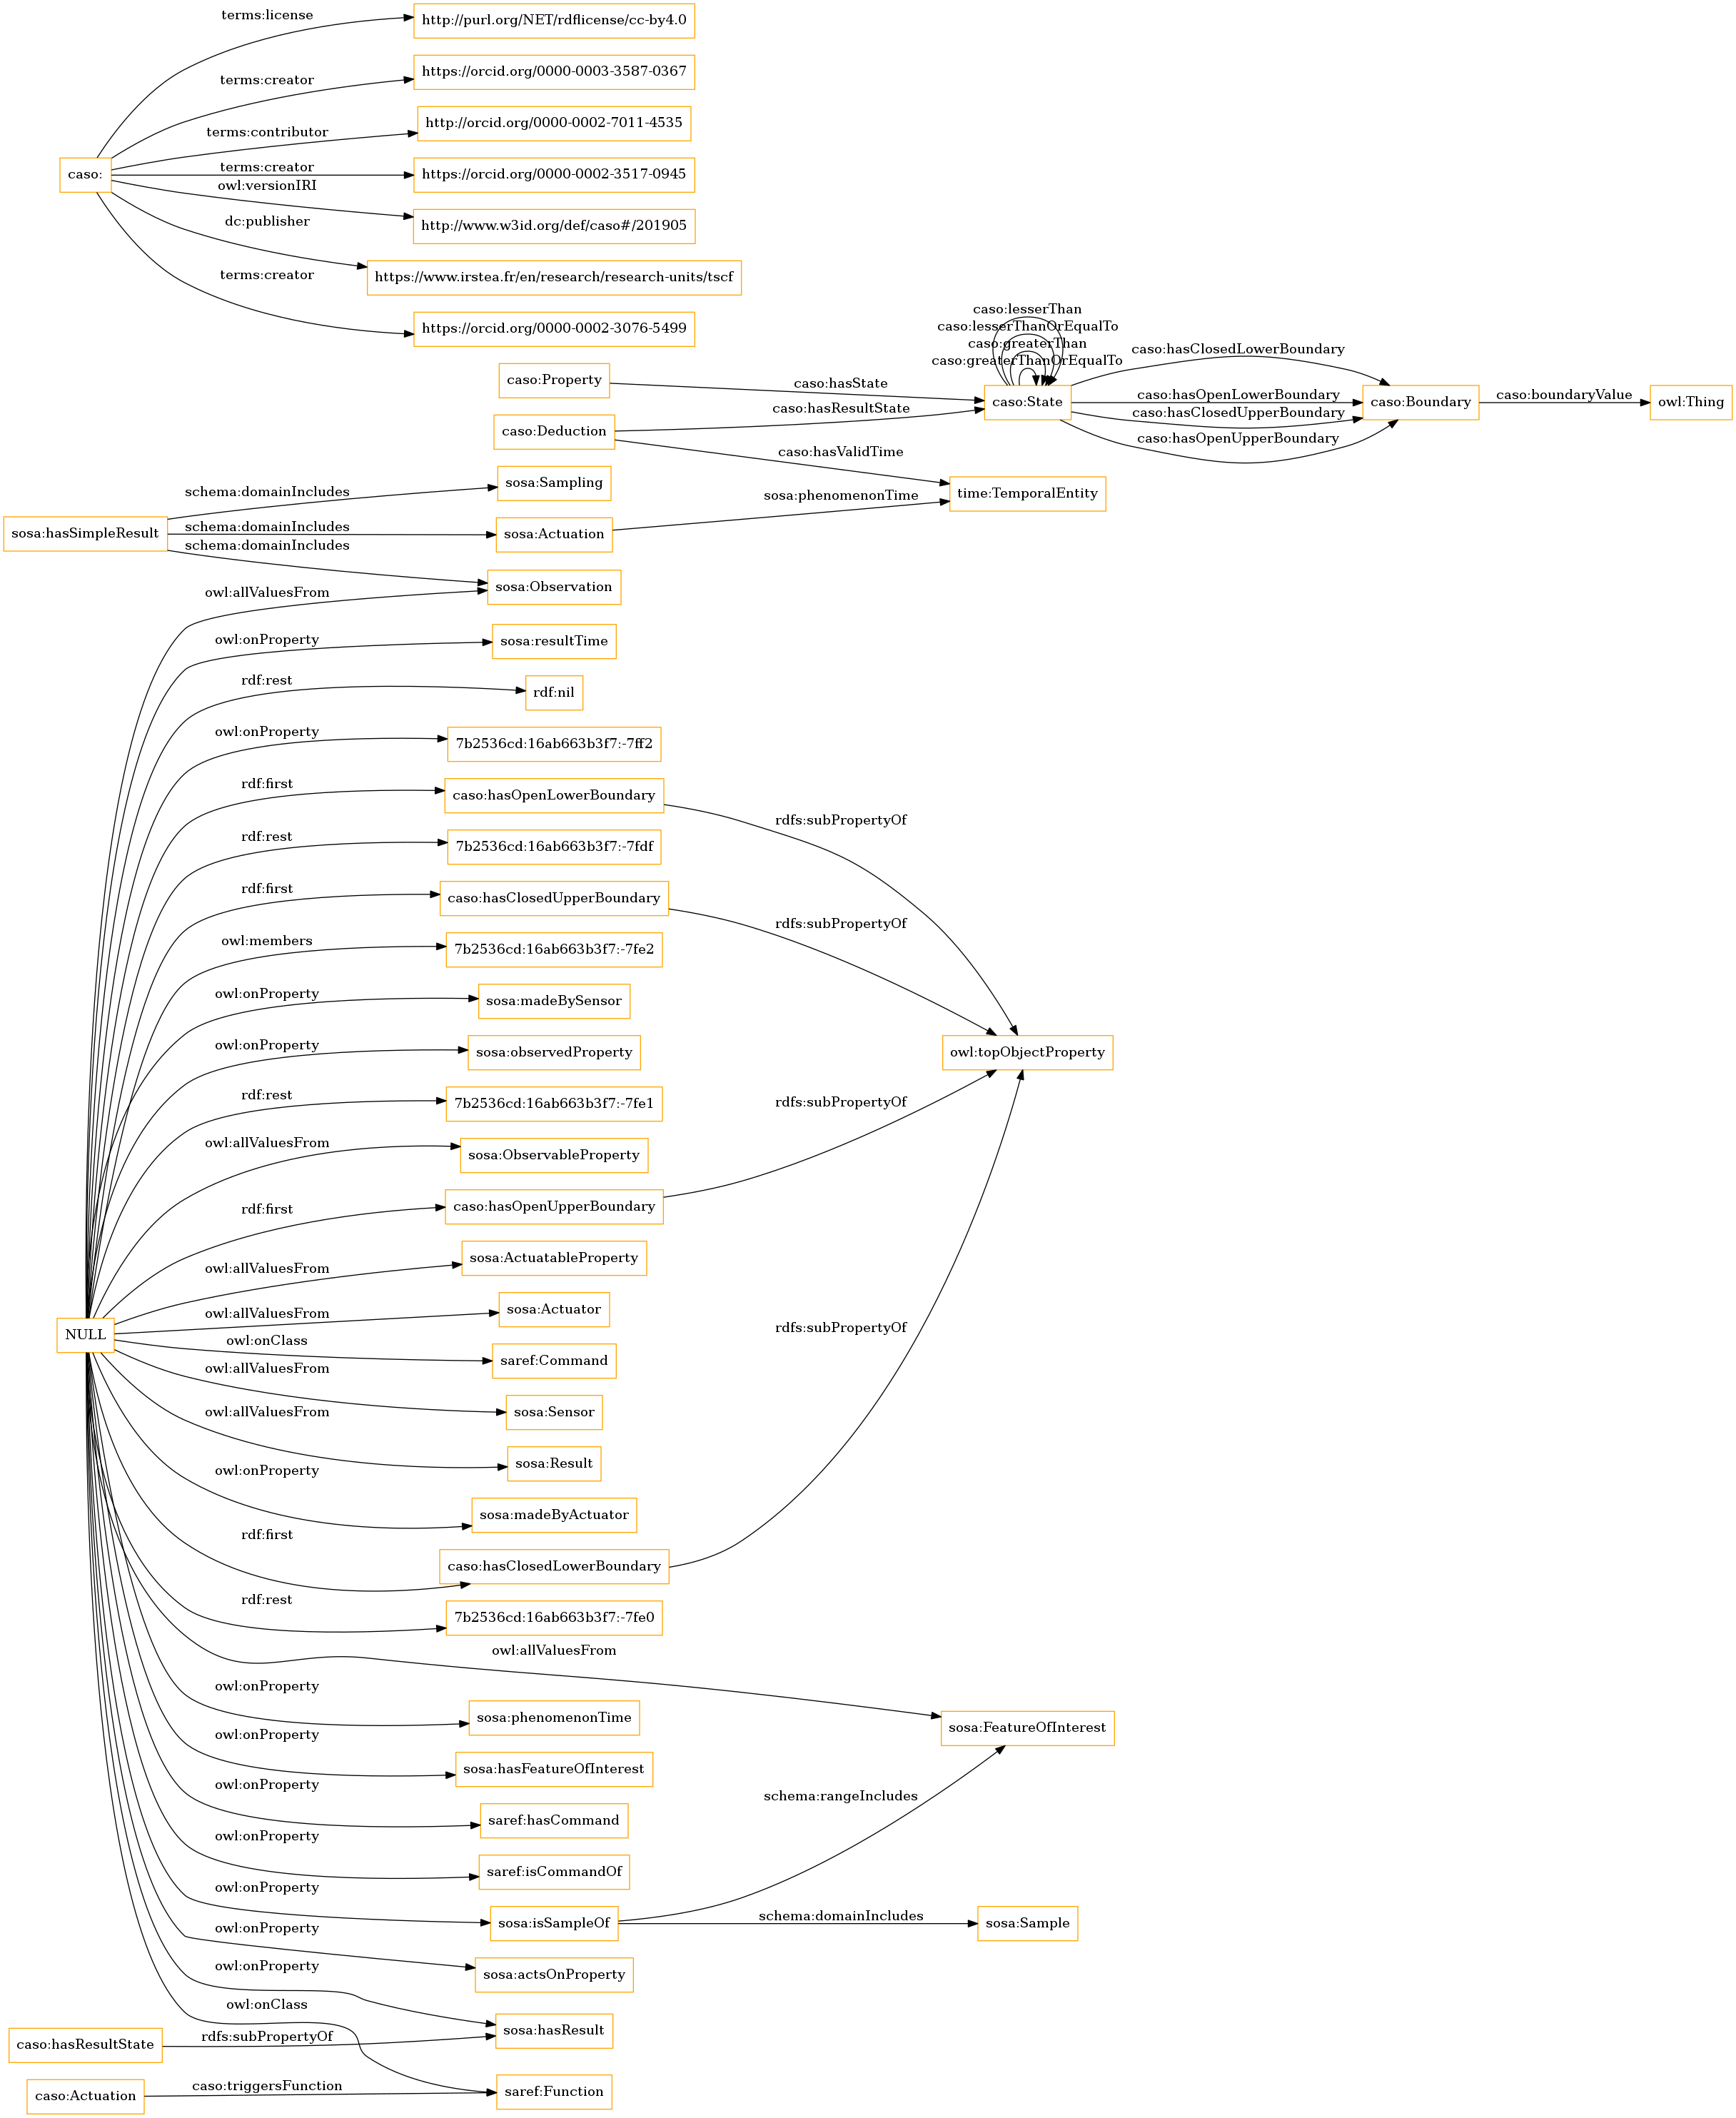 terms:license
http://purl.org/NET/rdflicense/cc-by4.0
terms:creator
https://orcid.org/0000-0003-3587-0367
terms:contributor
http://orcid.org/0000-0002-7011-4535
caso:
terms:creator
https://orcid.org/0000-0002-3517-0945
owl:versionIRI
http://www.w3id.org/def/caso#/201905
dc:publisher
https://www.irstea.fr/en/research/research-units/tscf
terms:creator
https://orcid.org/0000-0002-3076-5499
caso:lesserThan
caso:lesserThanOrEqualTo
caso:greaterThan
caso:greaterThanOrEqualTo
caso:Property
caso:hasState
caso:State
caso:hasClosedLowerBoundary
caso:hasOpenLowerBoundary
caso:hasClosedUpperBoundary
caso:hasOpenUpperBoundary
caso:Boundary
caso:boundaryValue
owl:Thing
caso:Deduction
caso:hasResultState
caso:hasValidTime
sosa:hasSimpleResult
schema:domainIncludes
sosa:Sampling
schema:domainIncludes
sosa:Actuation
sosa:phenomenonTime
time:TemporalEntity
schema:domainIncludes
sosa:Observation
owl:allValuesFrom
owl:onProperty
sosa:resultTime
rdf:rest
rdf:nil
owl:onProperty
7b2536cd:16ab663b3f7:-7ff2
rdf:first
caso:hasOpenLowerBoundary
rdfs:subPropertyOf
rdf:rest
7b2536cd:16ab663b3f7:-7fdf
rdf:first
caso:hasClosedUpperBoundary
rdfs:subPropertyOf
owl:members
7b2536cd:16ab663b3f7:-7fe2
owl:onProperty
sosa:madeBySensor
owl:onProperty
sosa:observedProperty
owl:topObjectProperty
rdf:rest
7b2536cd:16ab663b3f7:-7fe1
rdfs:subPropertyOf
owl:allValuesFrom
sosa:ObservableProperty
rdf:first
caso:hasOpenUpperBoundary
owl:allValuesFrom
sosa:ActuatableProperty
NULL
owl:allValuesFrom
sosa:Actuator
rdfs:subPropertyOf
owl:onClass
saref:Command
owl:allValuesFrom
sosa:Sensor
owl:allValuesFrom
sosa:Result
owl:onProperty
sosa:madeByActuator
rdf:first
caso:hasClosedLowerBoundary
rdf:rest
7b2536cd:16ab663b3f7:-7fe0
owl:allValuesFrom
owl:onProperty
sosa:phenomenonTime
sosa:FeatureOfInterest
owl:onProperty
sosa:hasFeatureOfInterest
owl:onProperty
saref:hasCommand
schema:rangeIncludes
owl:onProperty
saref:isCommandOf
owl:onProperty
sosa:isSampleOf
schema:domainIncludes
sosa:Sample
owl:onProperty
sosa:actsOnProperty
owl:onProperty
owl:onClass
sosa:hasResult
caso:hasResultState
rdfs:subPropertyOf
caso:Actuation
caso:triggersFunction
saref:Function